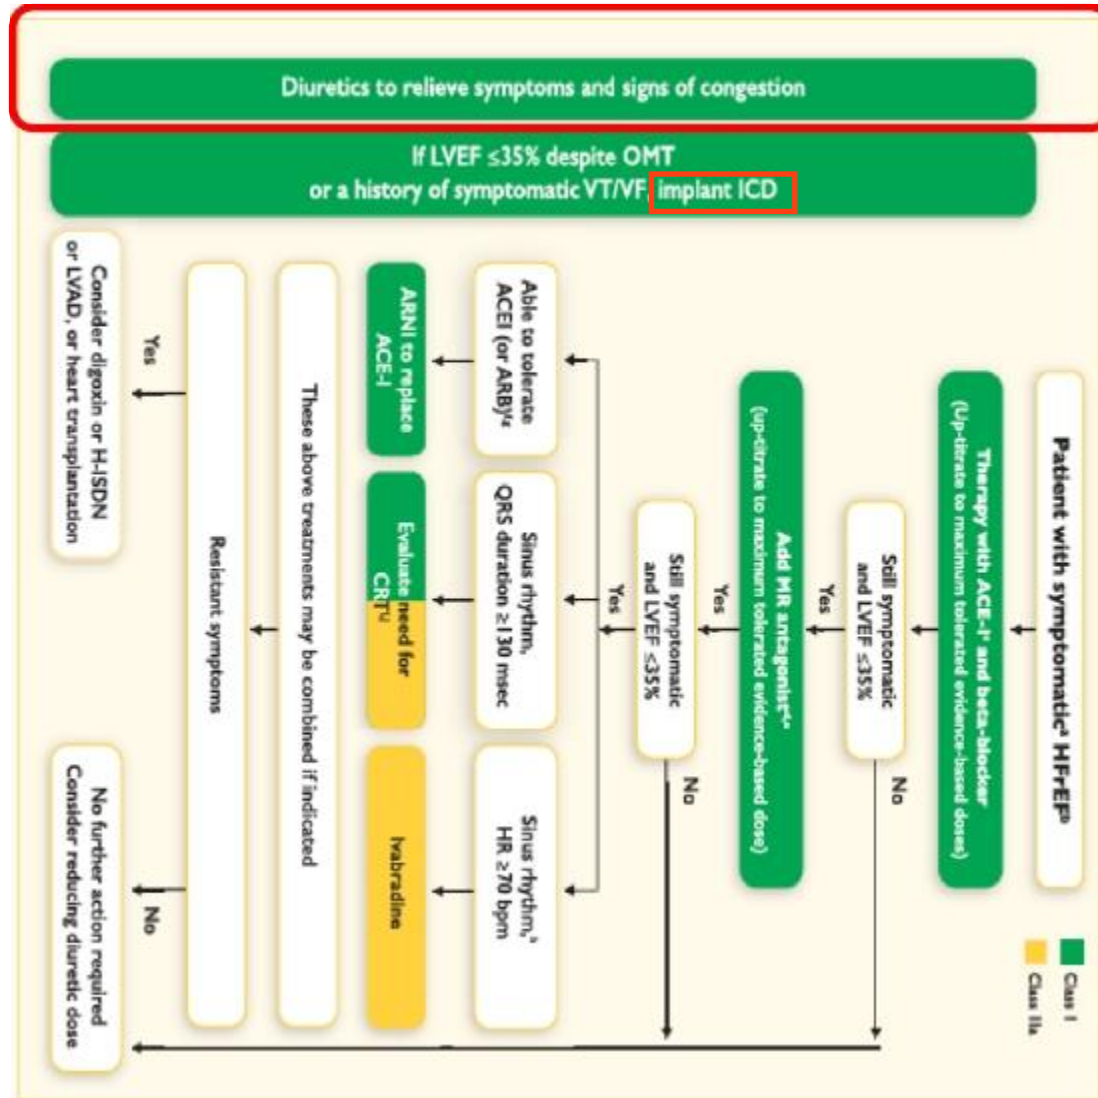 Diuretics to relieve symptoms and signs of congestion
If LVEF ≤35% despite OMT
or a history of symptomatic VT/VF, implant ICD
Patient with symptomaticᵃ HFrEFᵇ
Class I
Class IIa
Therapy with ACE-Iᶜ and beta-blocker
(Up-titrate to maximum tolerated evidence-based doses)
Still symptomatic
and LVEF ≤35%
No
Yes
Add MR antagonistᵈ,ᵉ
(up-titrate to maximum tolerated evidence-based dose)
Yes
Still symptomatic
and LVEF ≤35%
No
Yes
Able to tolerate
ACEI (or ARB)ᶠ,ᵍ
Sinus rhythm,
QRS duration ≥130 msec
Sinus rhythm,ʰ
HR ≥70 bpm
ARNI to replace
ACE-I
Evaluate need for
CRTⁱ,ʲ
Ivabradine
These above treatments may be combined if indicated
Resistant symptoms
Yes
No
Consider digoxin or H-ISDN
or LVAD, or heart transplantation
No further action required
Consider reducing diuretic dose